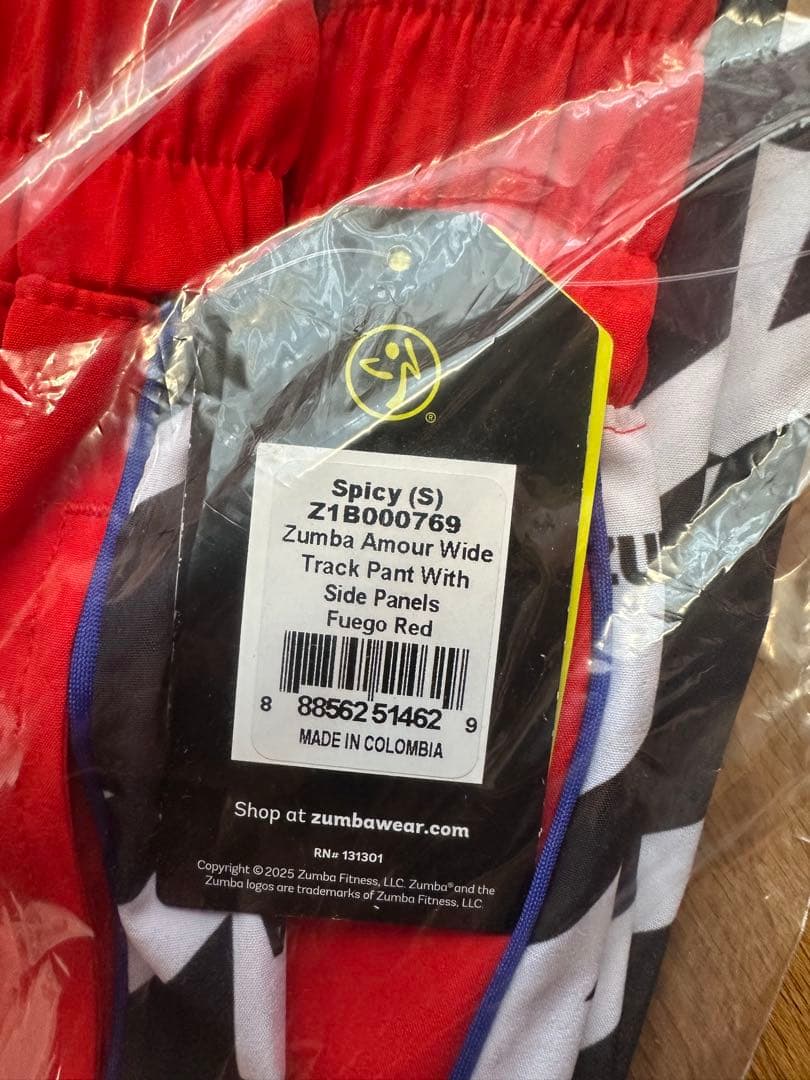 Spicy (S)
Z1B000769
Zumba Amour Wide
Track Pant With
Side Panels
Fuego Red
8 88562 51462 9
MADE IN COLOMBIA
Shop at zumbawear.com
RN# 131301
Copyright © 2025 Zumba Fitness, LLC. Zumba® and the
Zumba logos are trademarks of Zumba Fitness, LLC.
®
ZU